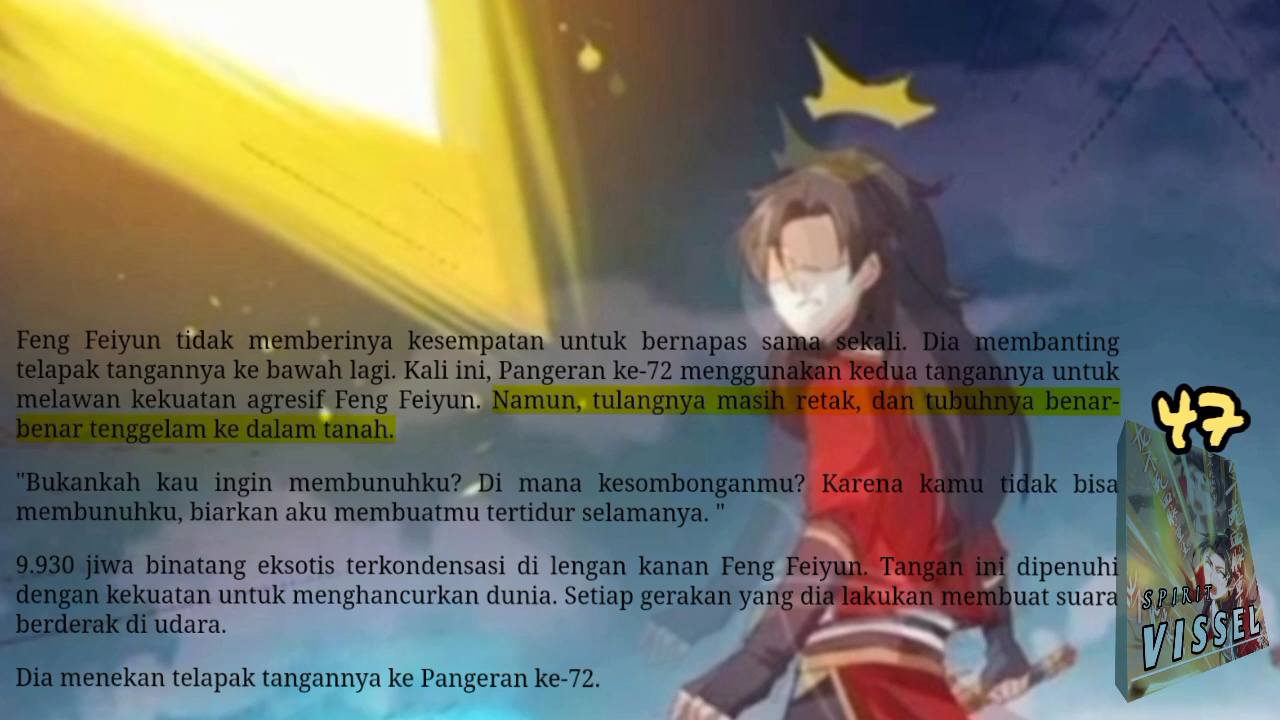 Feng Feiyun tidak memberinya kesempatan untuk bernapas sama sekali. Dia membanting
telapak tangannya ke bawah lagi. Kali ini, Pangeran ke-72 menggunakan kedua tangannya untuk
melawan kekuatan agresif Feng Feiyun. Namun, tulangnya masih retak, dan tubuhnya benar-
benar tenggelam ke dalam tanah.
"Bukankah kau ingin membunuhku? Di mana kesombonganmu? Karena kamu tidak bisa
membunuhku, biarkan aku membuatmu tertidur selamanya. "
9.930 jiwa binatang eksotis terkondensasi di lengan kanan Feng Feiyun. Tangan ini dipenuhi
dengan kekuatan untuk menghancurkan dunia. Setiap gerakan yang dia lakukan membuat suara
berderak di udara.
Dia menekan telapak tangannya ke Pangeran ke-72.
47
SPIRIT
VISSEL